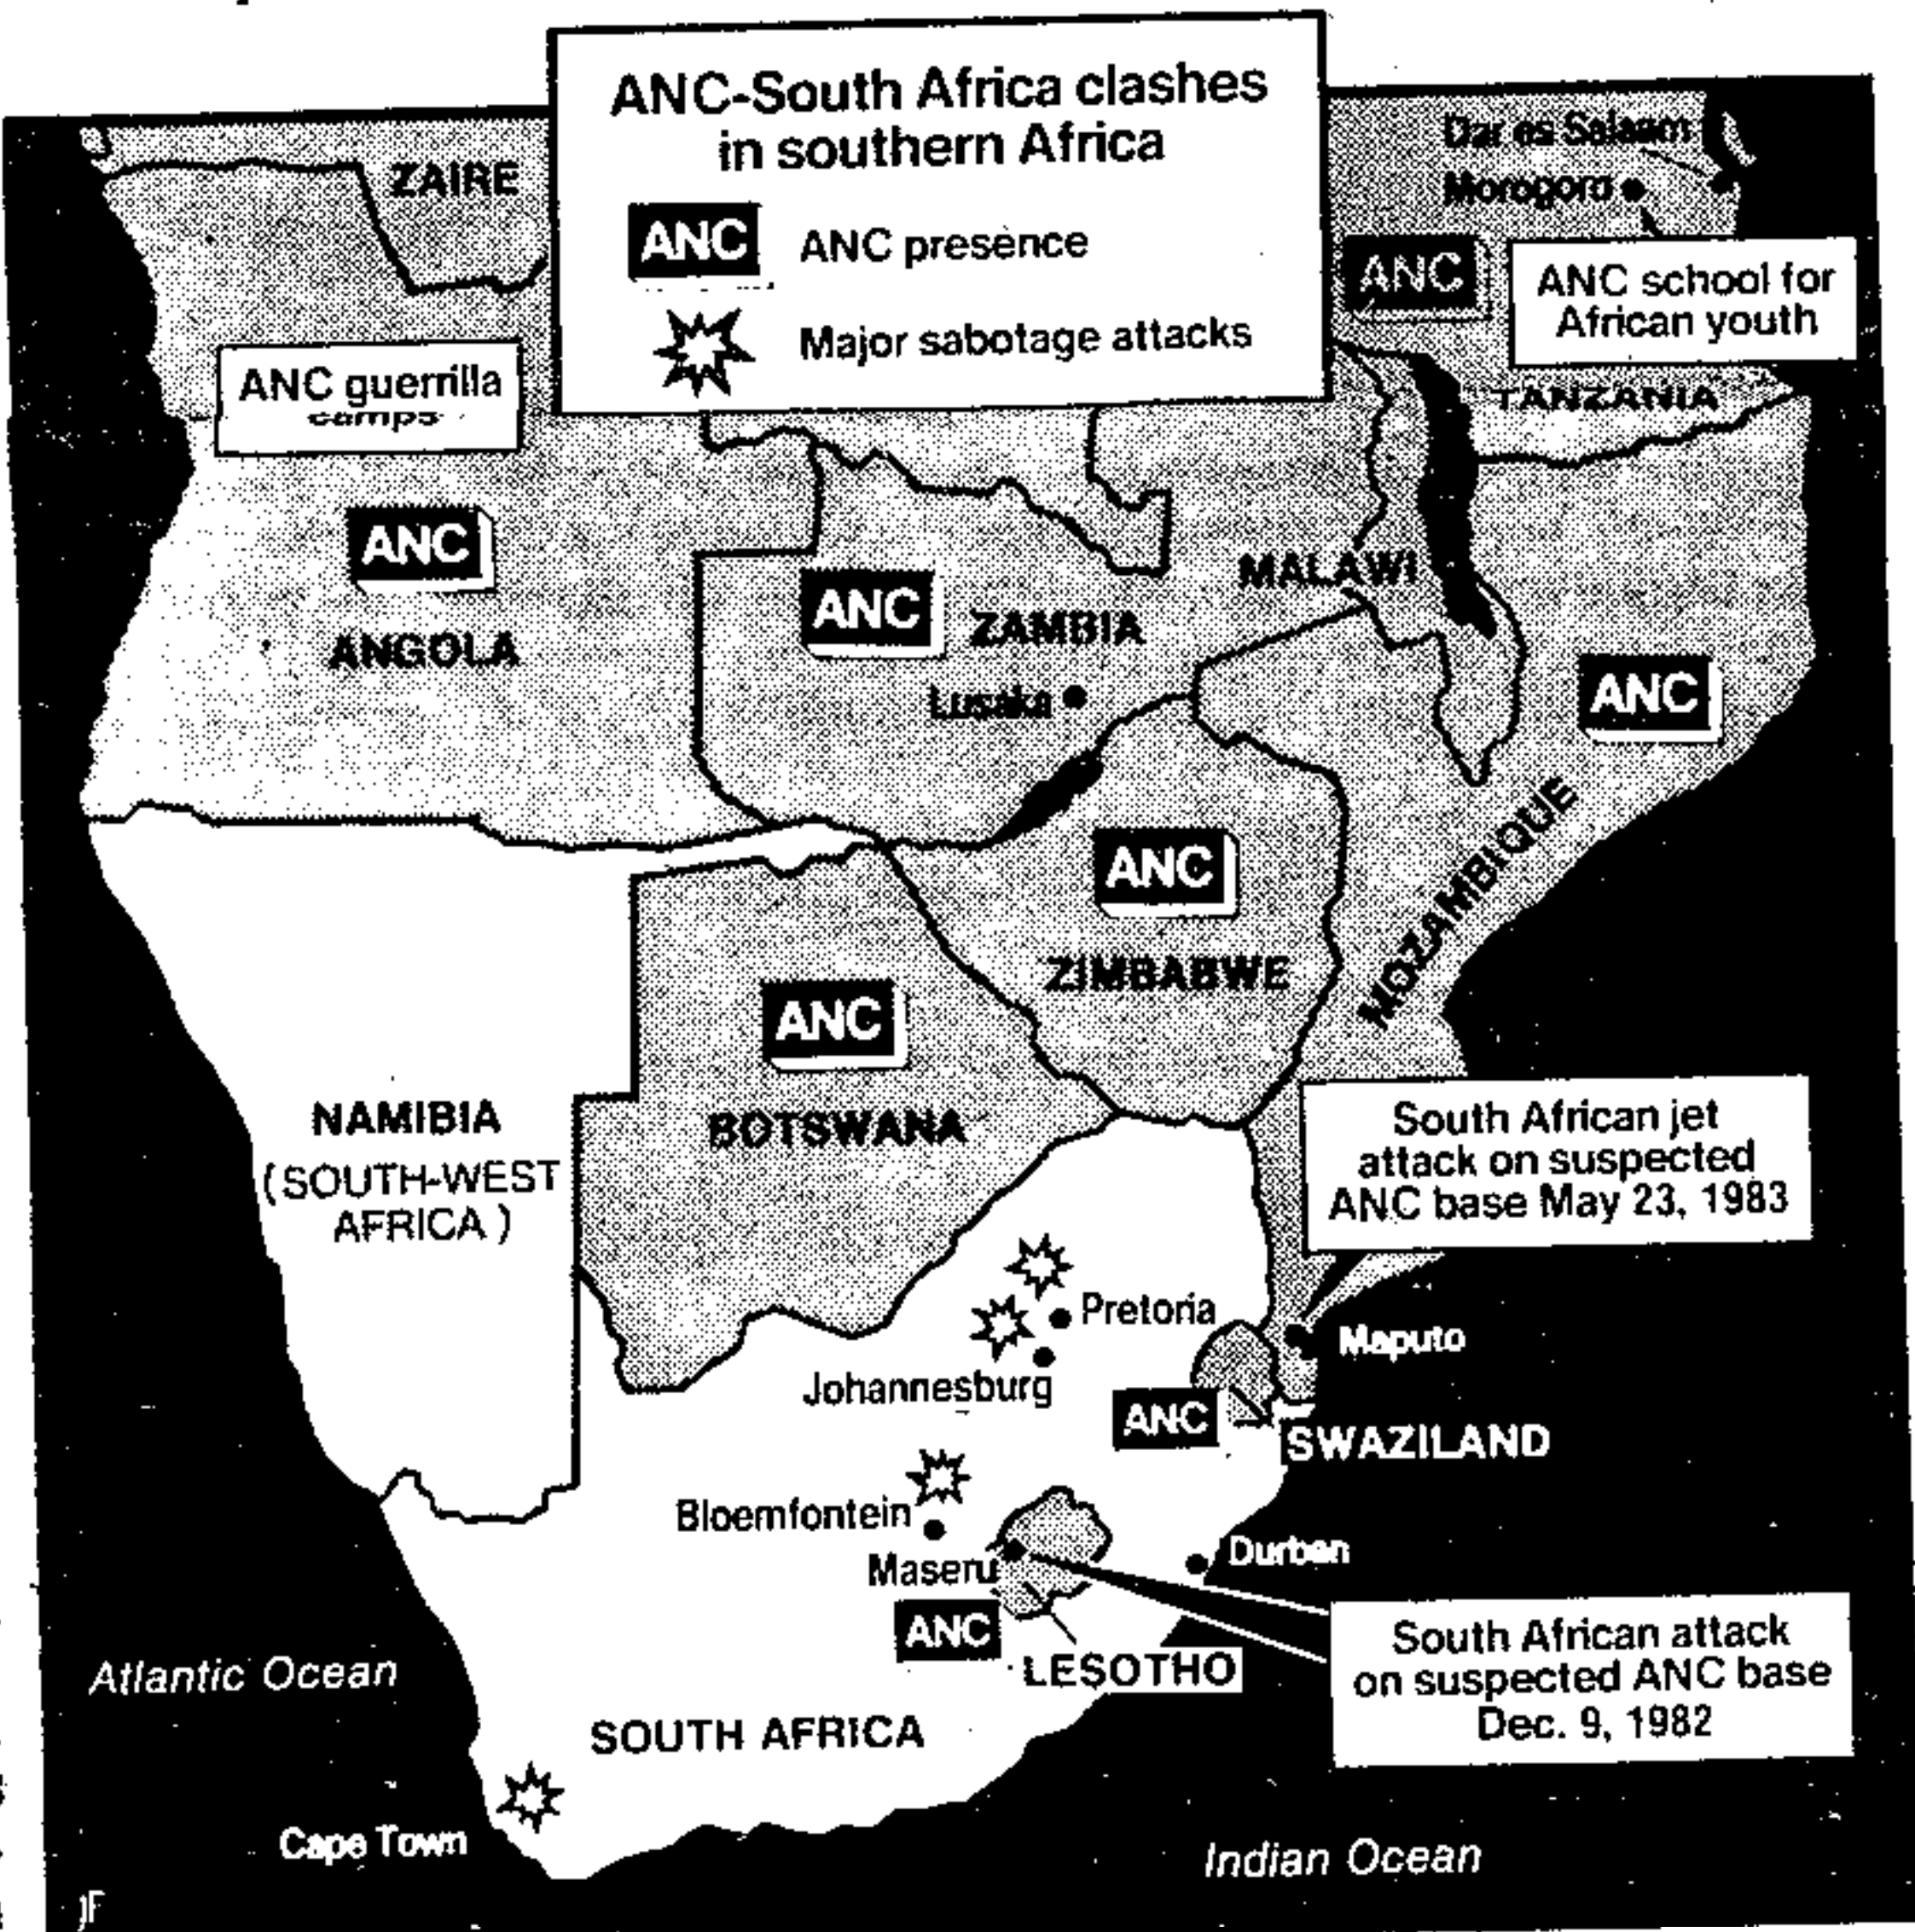 ANC-South Africa clashes
in southern Africa
ANC ANC presence
Major sabotage attacks
ZAIRE
Dar es Salaam
Morogoro
ANC
ANC school for
African youth
TANZANIA
ANC guerrilla
camps
ANC
ANGOLA
ANC
ZAMBIA
Lusaka
MALAWI
ANC
MOZAMBIQUE
ANC
ZIMBABWE
ANC
BOTSWANA
NAMIBIA
(SOUTH-WEST
AFRICA)
South African jet
attack on suspected
ANC base May 23, 1983
Pretoria
Johannesburg
Maputo
ANC
SWAZILAND
Bloemfontein
Maseru
ANC
LESOTHO
Durban
South African attack
on suspected ANC base
Dec. 9, 1982
SOUTH AFRICA
Atlantic Ocean
Cape Town
Indian Ocean
JF